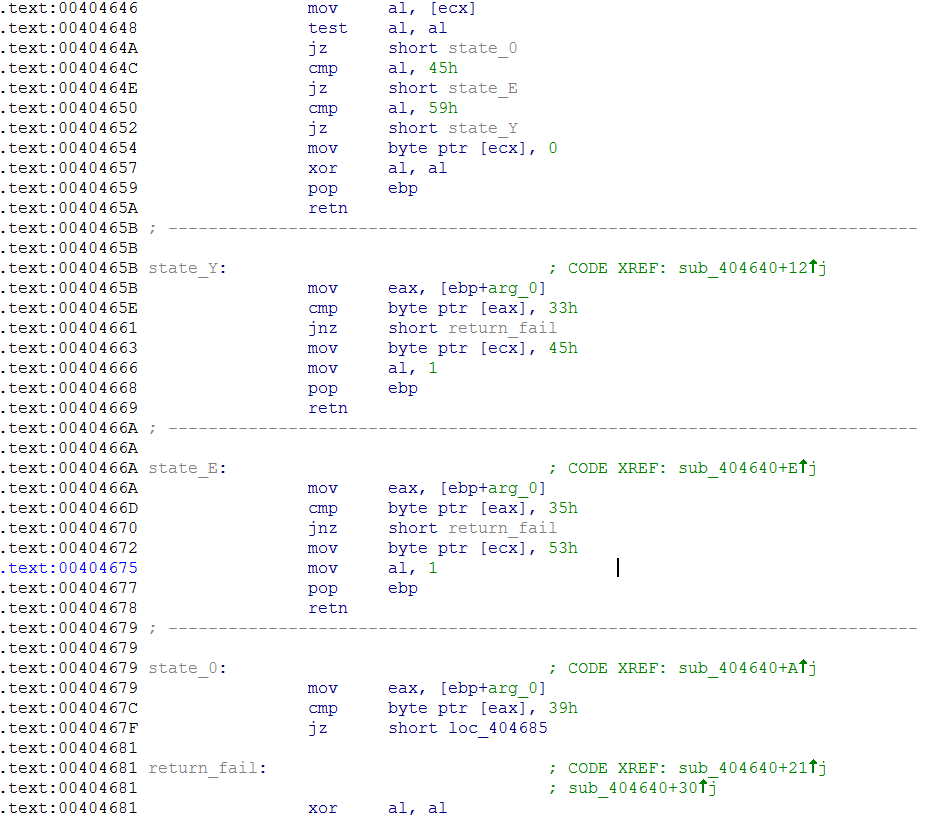 .text:00404646 mov al, [ecx]
.text:00404648 test al, al
.text:0040464A jz short state_0
.text:0040464C cmp al, 45h
.text:0040464E jz short state_E
.text:00404650 cmp al, 59h
.text:00404652 jz short state_Y
.text:00404654 mov byte ptr [ecx], 0
.text:00404657 xor al, al
.text:00404659 pop ebp
.text:0040465A retn
.text:0040465B ; ---------------------------------------------------------------------------
.text:0040465B
.text:0040465B state_Y: ; CODE XREF: sub_404640+12↑j
.text:0040465B mov eax, [ebp+arg_0]
.text:0040465E cmp byte ptr [eax], 33h
.text:00404661 jnz short return_fail
.text:00404663 mov byte ptr [ecx], 45h
.text:00404666 mov al, 1
.text:00404668 pop ebp
.text:00404669 retn
.text:0040466A ; ---------------------------------------------------------------------------
.text:0040466A
.text:0040466A state_E: ; CODE XREF: sub_404640+E↑j
.text:0040466A mov eax, [ebp+arg_0]
.text:0040466D cmp byte ptr [eax], 35h
.text:00404670 jnz short return_fail
.text:00404672 mov byte ptr [ecx], 53h
.text:00404675 mov al, 1
.text:00404677 pop ebp
.text:00404678 retn
.text:00404679 ; ---------------------------------------------------------------------------
.text:00404679
.text:00404679 state_0: ; CODE XREF: sub_404640+A↑j
.text:00404679 mov eax, [ebp+arg_0]
.text:0040467C cmp byte ptr [eax], 39h
.text:0040467F jz short loc_404685
.text:00404681
.text:00404681 return_fail: ; CODE XREF: sub_404640+21↑j
.text:00404681 ; sub_404640+30↑j
.text:00404681 xor al, al